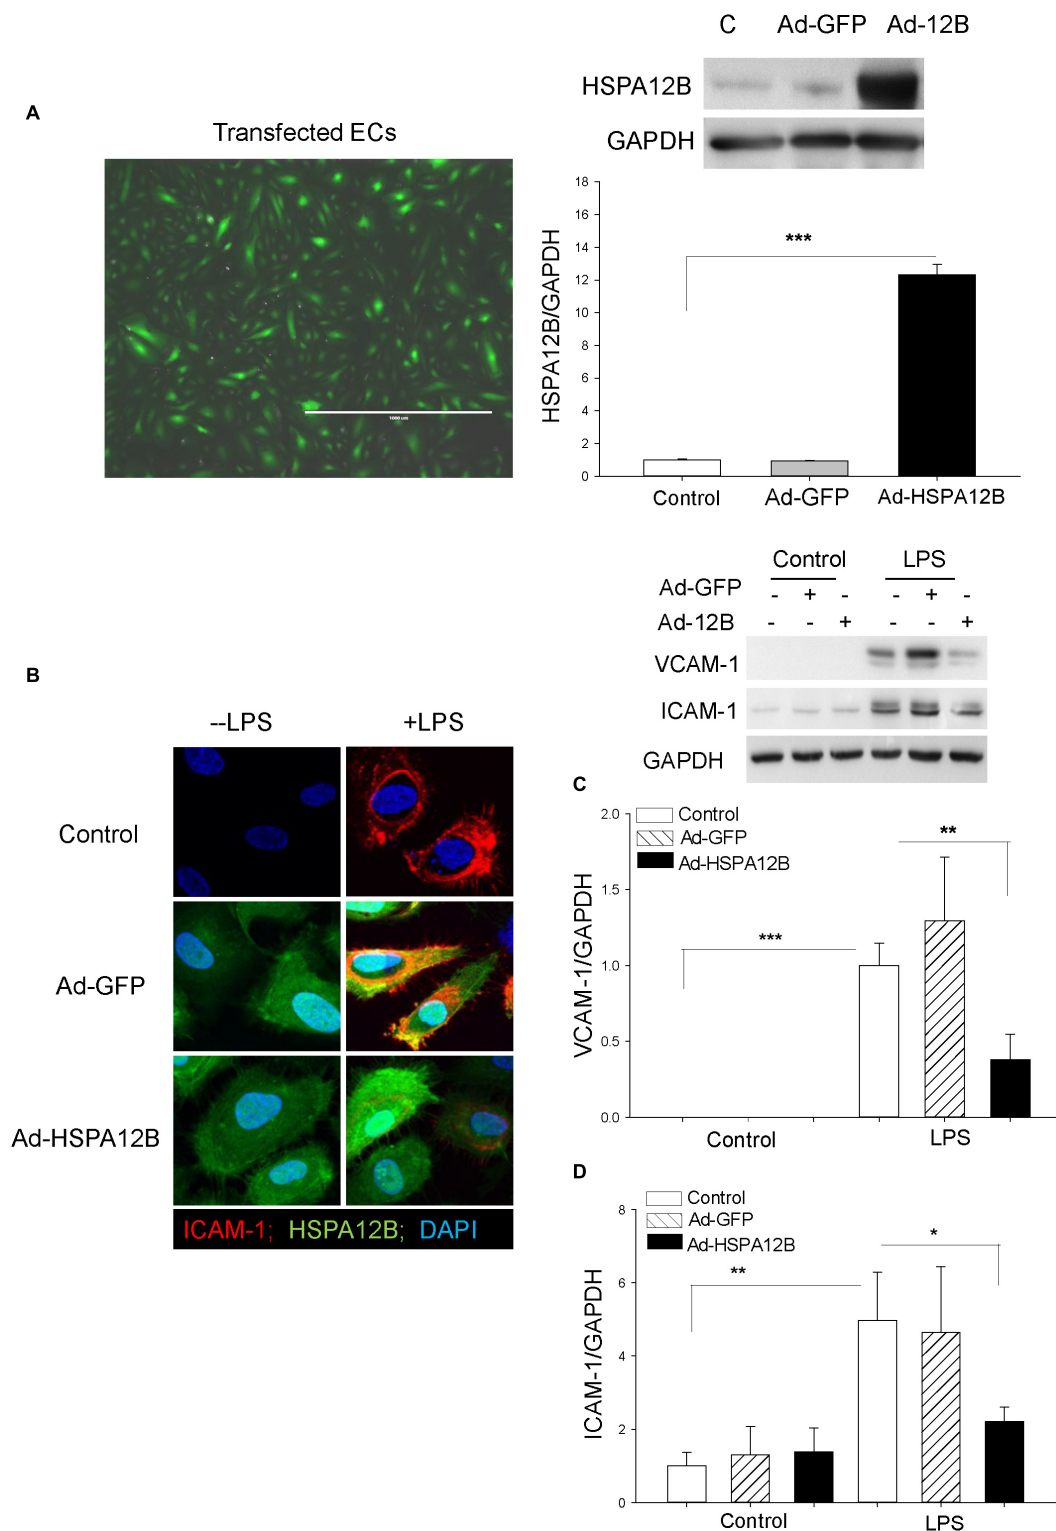 A
Transfected ECs
1000 um
C Ad-GFP Ad-12B
HSPA12B
GAPDH
HSPA12B/GAPDH
18
16
14
12
10
8
6
4
2
0
***
Control Ad-GFP Ad-HSPA12B
B
--LPS +LPS
Control
Ad-GFP
Ad-HSPA12B
ICAM-1; HSPA12B; DAPI
Control LPS
Ad-GFP - + - - + -
Ad-12B - - + - - +
VCAM-1
ICAM-1
GAPDH
C
VCAM-1/GAPDH
2.0
1.5
1.0
0.5
0.0
Control
Ad-GFP
Ad-HSPA12B
***
**
Control LPS
D
ICAM-1/GAPDH
8
6
4
2
0
Control
Ad-GFP
Ad-HSPA12B
**
*
Control LPS